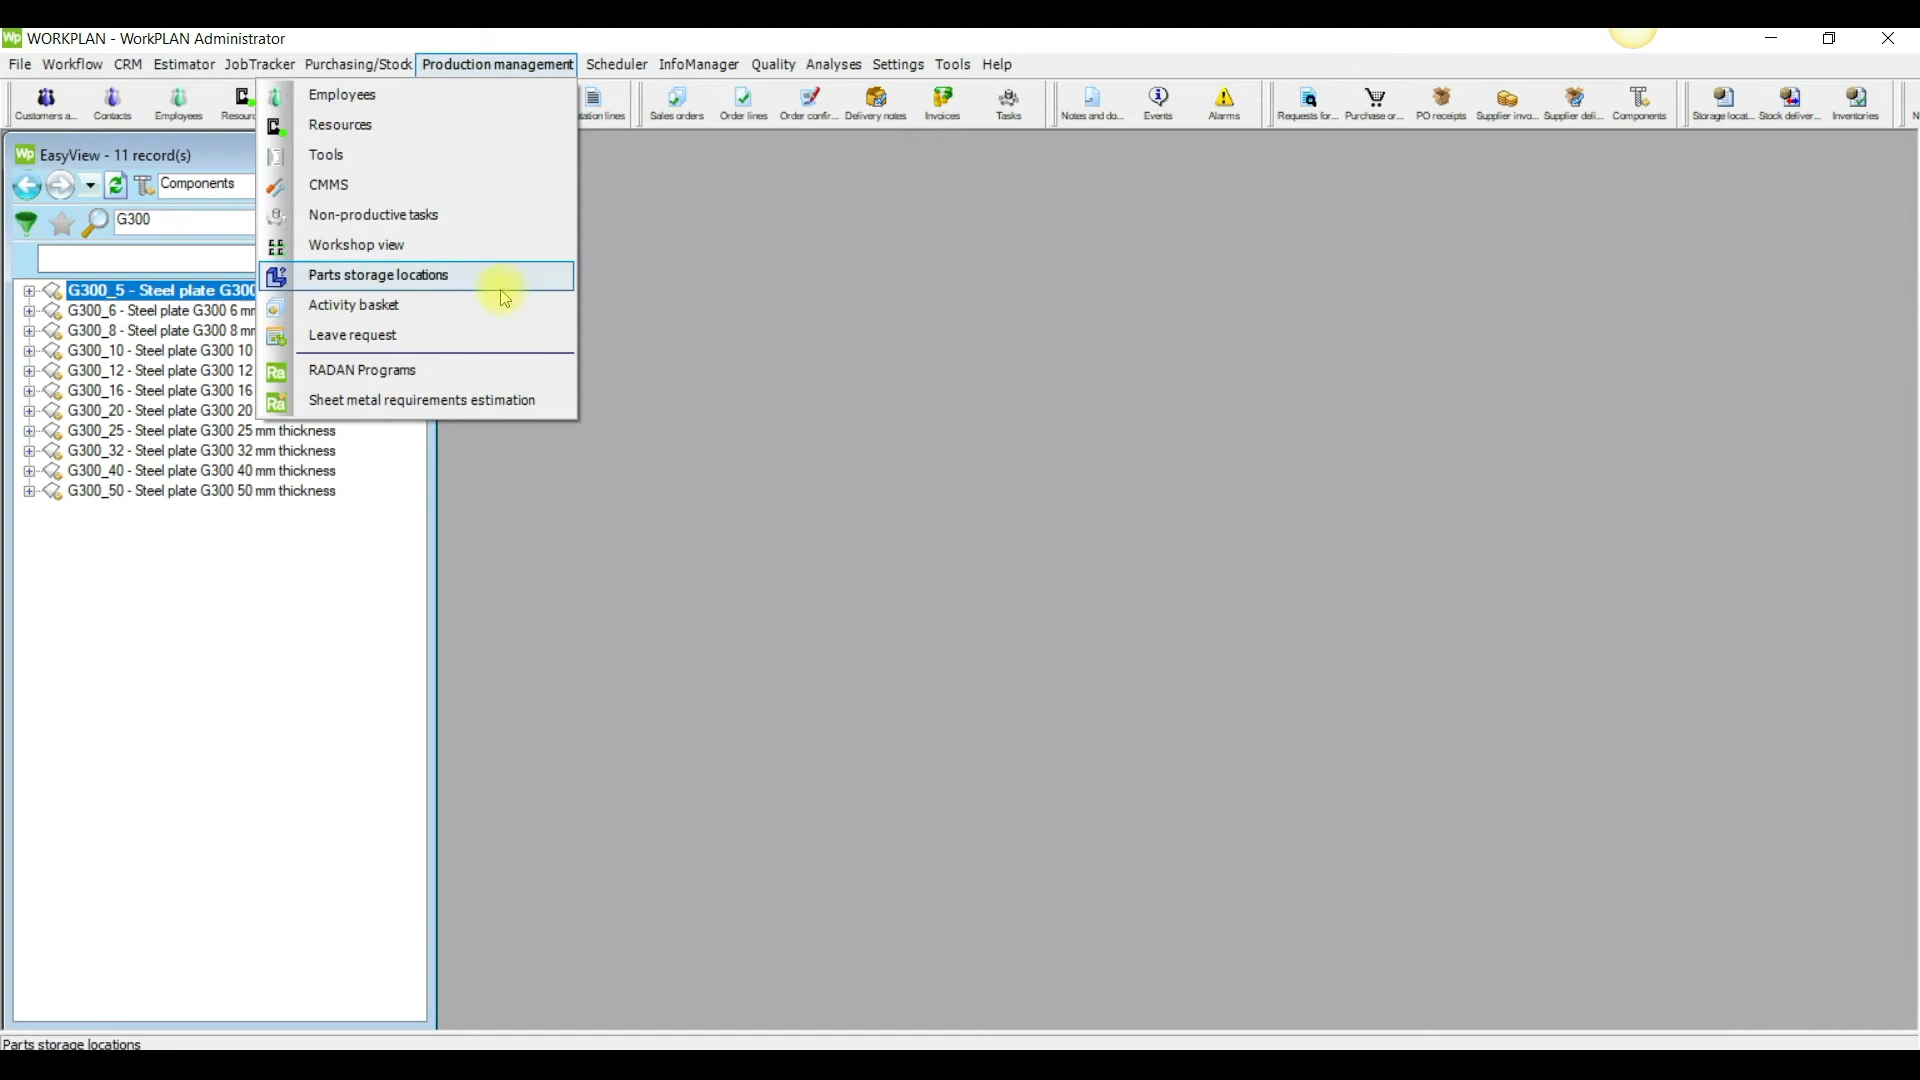 Wp WORKPLAN - WorkPLAN Administrator
File Workflow CRM Estimator JobTracker Purchasing/Stock Production management Scheduler InfoManager Quality Analyses Settings Tools Help
Customers a... Contacts Employees Sales orders Order lines Order confir... Delivery notes Invoices Tasks Notes and do... Events Alarms Requests for... Purchase or... PO receipts Supplier invo... Supplier deli... Components Storage locat... Stock deliver... Inventories
Wp EasyView - 11 record(s)
Components
G300
Employees
Resources
Tools
CMMS
Non-productive tasks
Workshop view
Parts storage locations
Activity basket
Leave request
Ra RADAN Programs
Ra Sheet metal requirements estimation
G300_5 - Steel plate G300
G300_6 - Steel plate G300 6 mm
G300_8 - Steel plate G300 8 mm
G300_10 - Steel plate G300 10
G300_12 - Steel plate G300 12
G300_16 - Steel plate G300 16
G300_20 - Steel plate G300 20
G300_25 - Steel plate G300 25 mm thickness
G300_32 - Steel plate G300 32 mm thickness
G300_40 - Steel plate G300 40 mm thickness
G300_50 - Steel plate G300 50 mm thickness
Parts storage locations